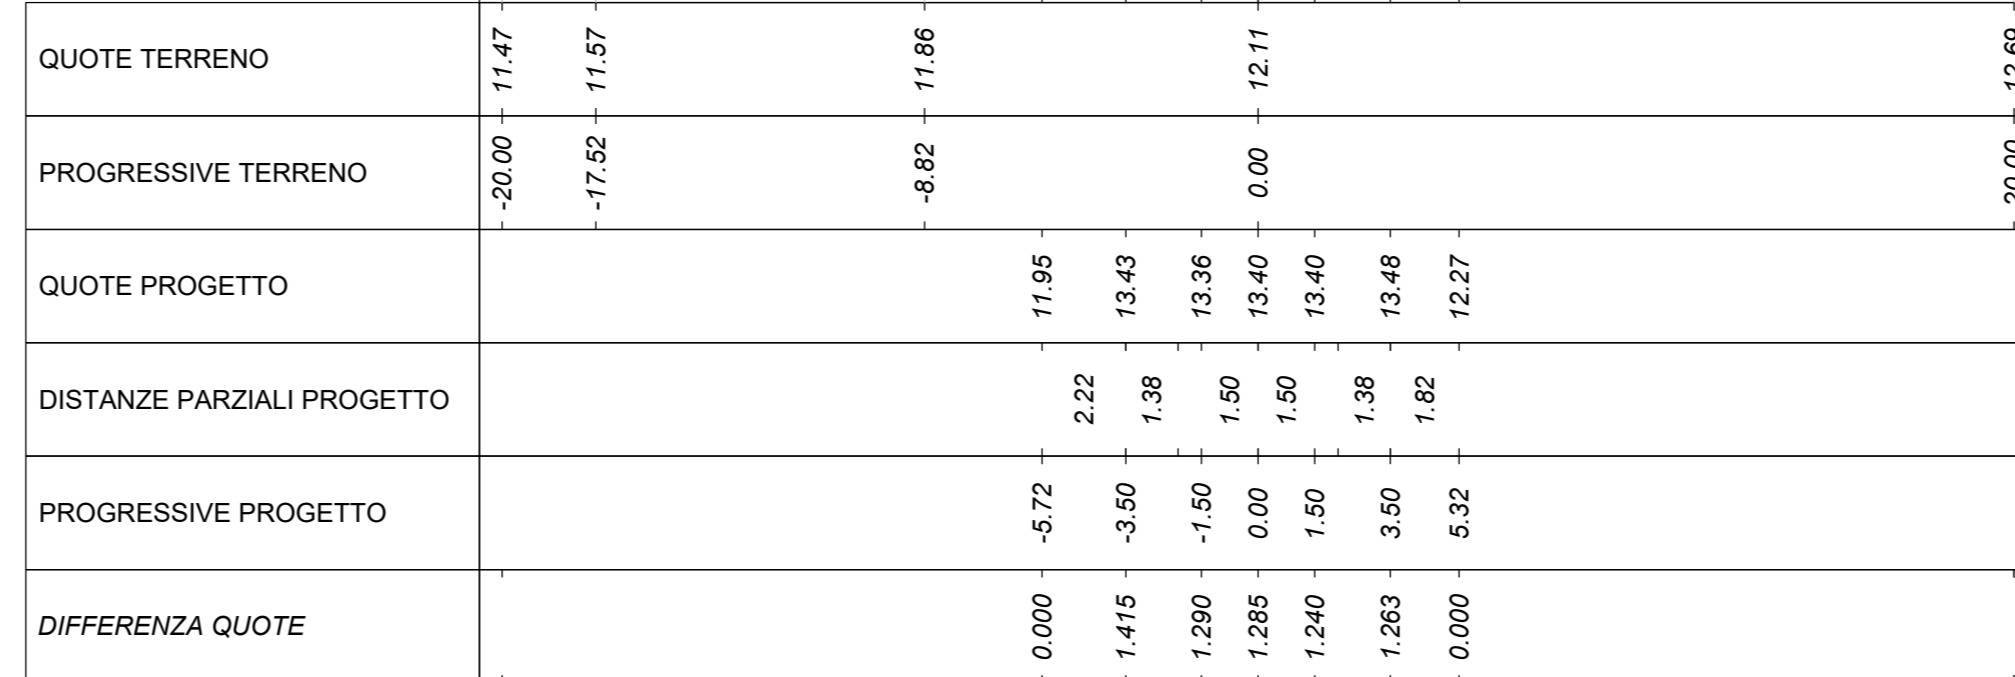 QUOTE TERRENO 11.47 11.57 11.86 12.11 12.69
PROGRESSIVE TERRENO -20.00 -17.52 -8.82 0.00 20.00
QUOTE PROGETTO 11.95 13.43 13.36 13.40 13.40 13.48 12.27
DISTANZE PARZIALI PROGETTO 2.22 1.38 1.50 1.50 1.38 1.82
PROGRESSIVE PROGETTO -5.72 -3.50 -1.50 0.00 1.50 3.50 5.32
DIFFERENZA QUOTE 0.000 1.415 1.290 1.285 1.240 1.263 0.000